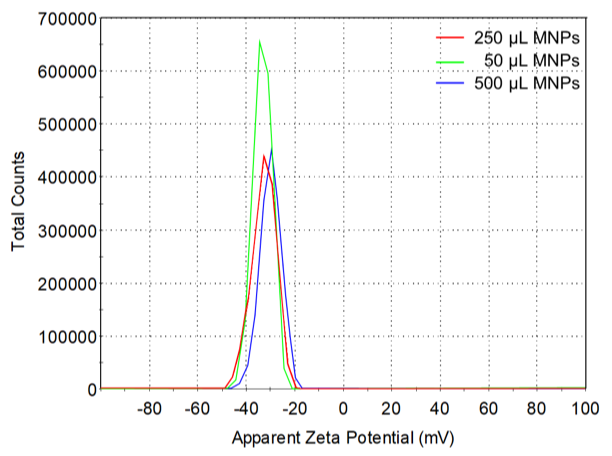 700000
600000
500000
400000
300000
200000
100000
0
Total Counts
250 µL MNPs
50 µL MNPs
500 µL MNPs
-80 -60 -40 -20 0 20 40 60 80 100
Apparent Zeta Potential (mV)